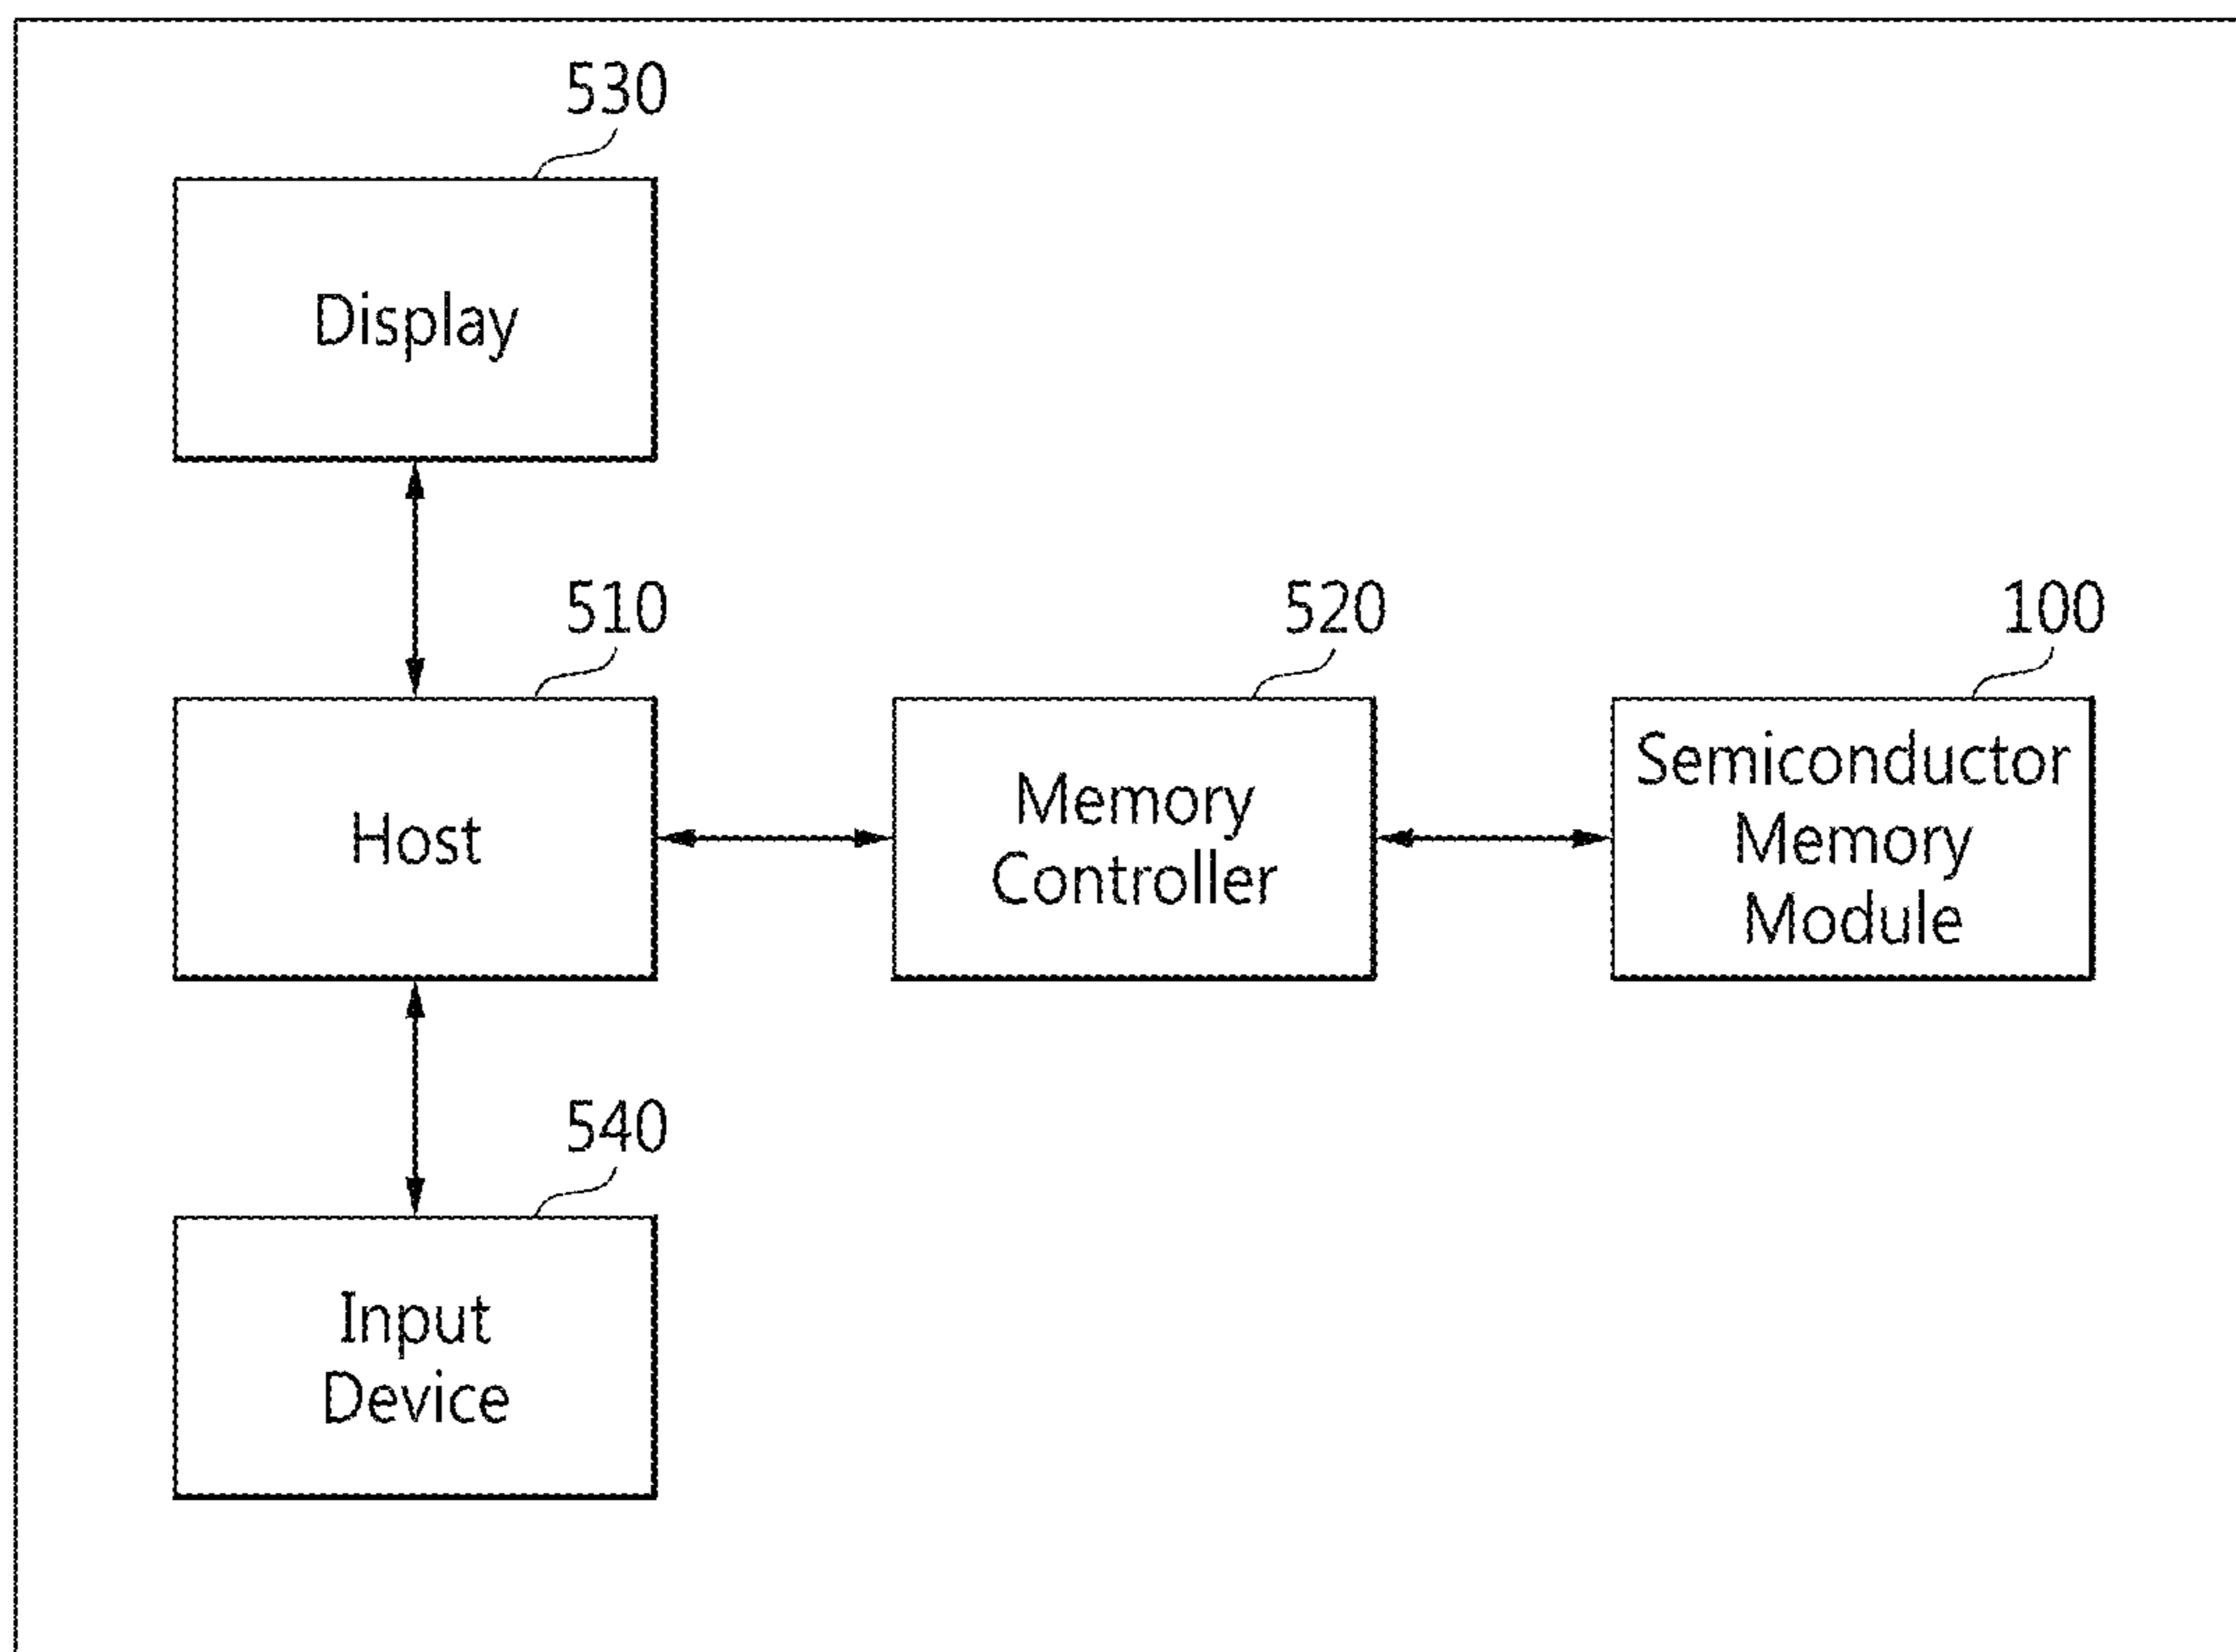 530
Display
510
Host
520
Memory
Controller
100
Semiconductor
Memory
Module
540
Input
Device